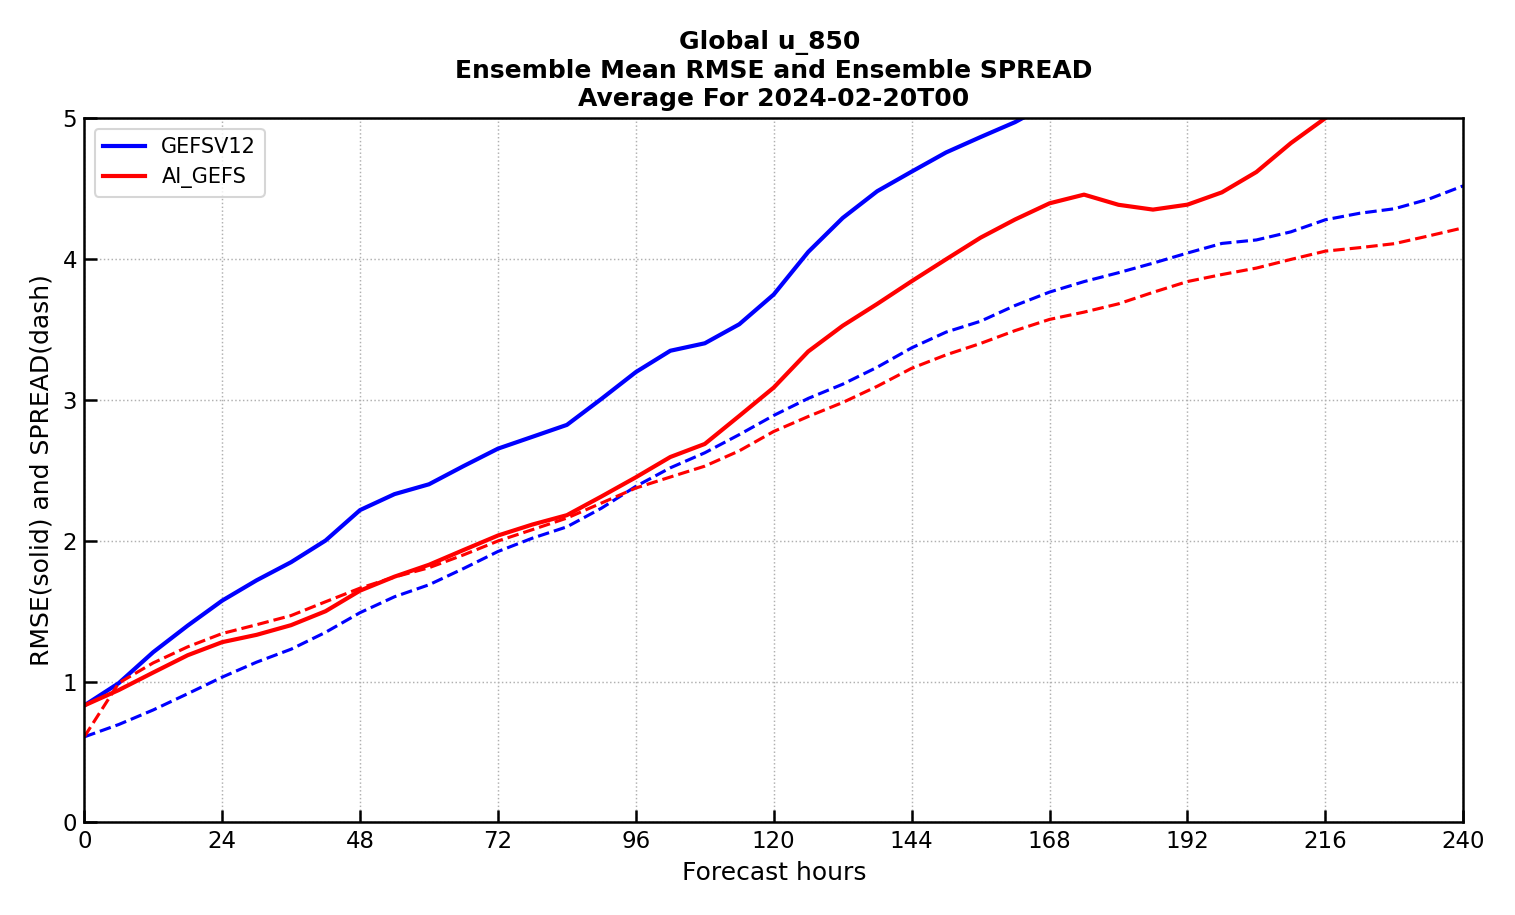 Global u_850
Ensemble Mean RMSE and Ensemble SPREAD
Average For 2024-02-20T00
GEFSV12
AI_GEFS
RMSE(solid) and SPREAD(dash)
5
4
3
2
1
0
0 24 48 72 96 120 144 168 192 216 240
Forecast hours